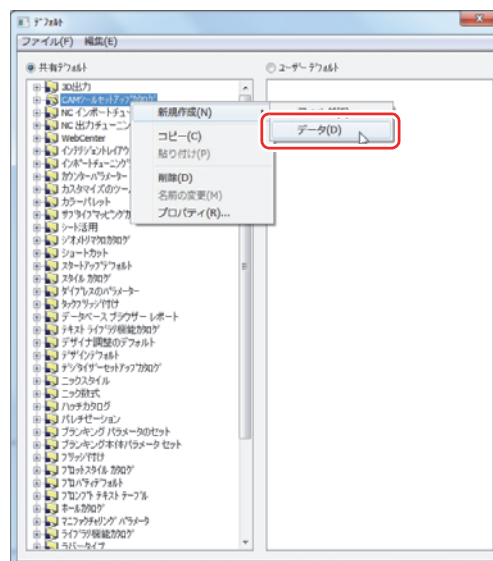 デフォルト
ファイル(F) 編集(E)
共有デフォルト
ユーザーデフォルト
3D出力
CAMツールセットアップカタログ
NC インポートチュー
NC 出力チューニン
WebCenter
インテリジェントレイアウ
インポートチューニング
カウンターパラメーター
カスタマイズのツー
カラーパレット
サブタイプマッピングカ
シート活用
ジオメトリマクロカタログ
ショートカット
スタートアップデフォルト
スタイル カタログ
ダイプレスのパラメーター
タックブリッジ付け
データベース ブラウザー レポート
テキスト ライブラリ機能カタログ
デザイナ調整のデフォルト
デザインデフォルト
デジタイザーセットアップカタログ
ニックスタイル
ニック数式
ハッチカタログ
パレチゼーション
ブランキング パラメータのセット
ブランキング本体パラメータ セット
ブリッジ付け
プロットスタイル カタログ
プロパティデフォルト
プロンプト テキスト テーブル
ホールカタログ
マニファクチャリング パラメータ
ライブラリ機能カタログ
ラバータイプ
新規作成(N)
コピー(C)
貼り付け(P)
削除(D)
名前の変更(M)
プロパティ(R)...
データ(D)